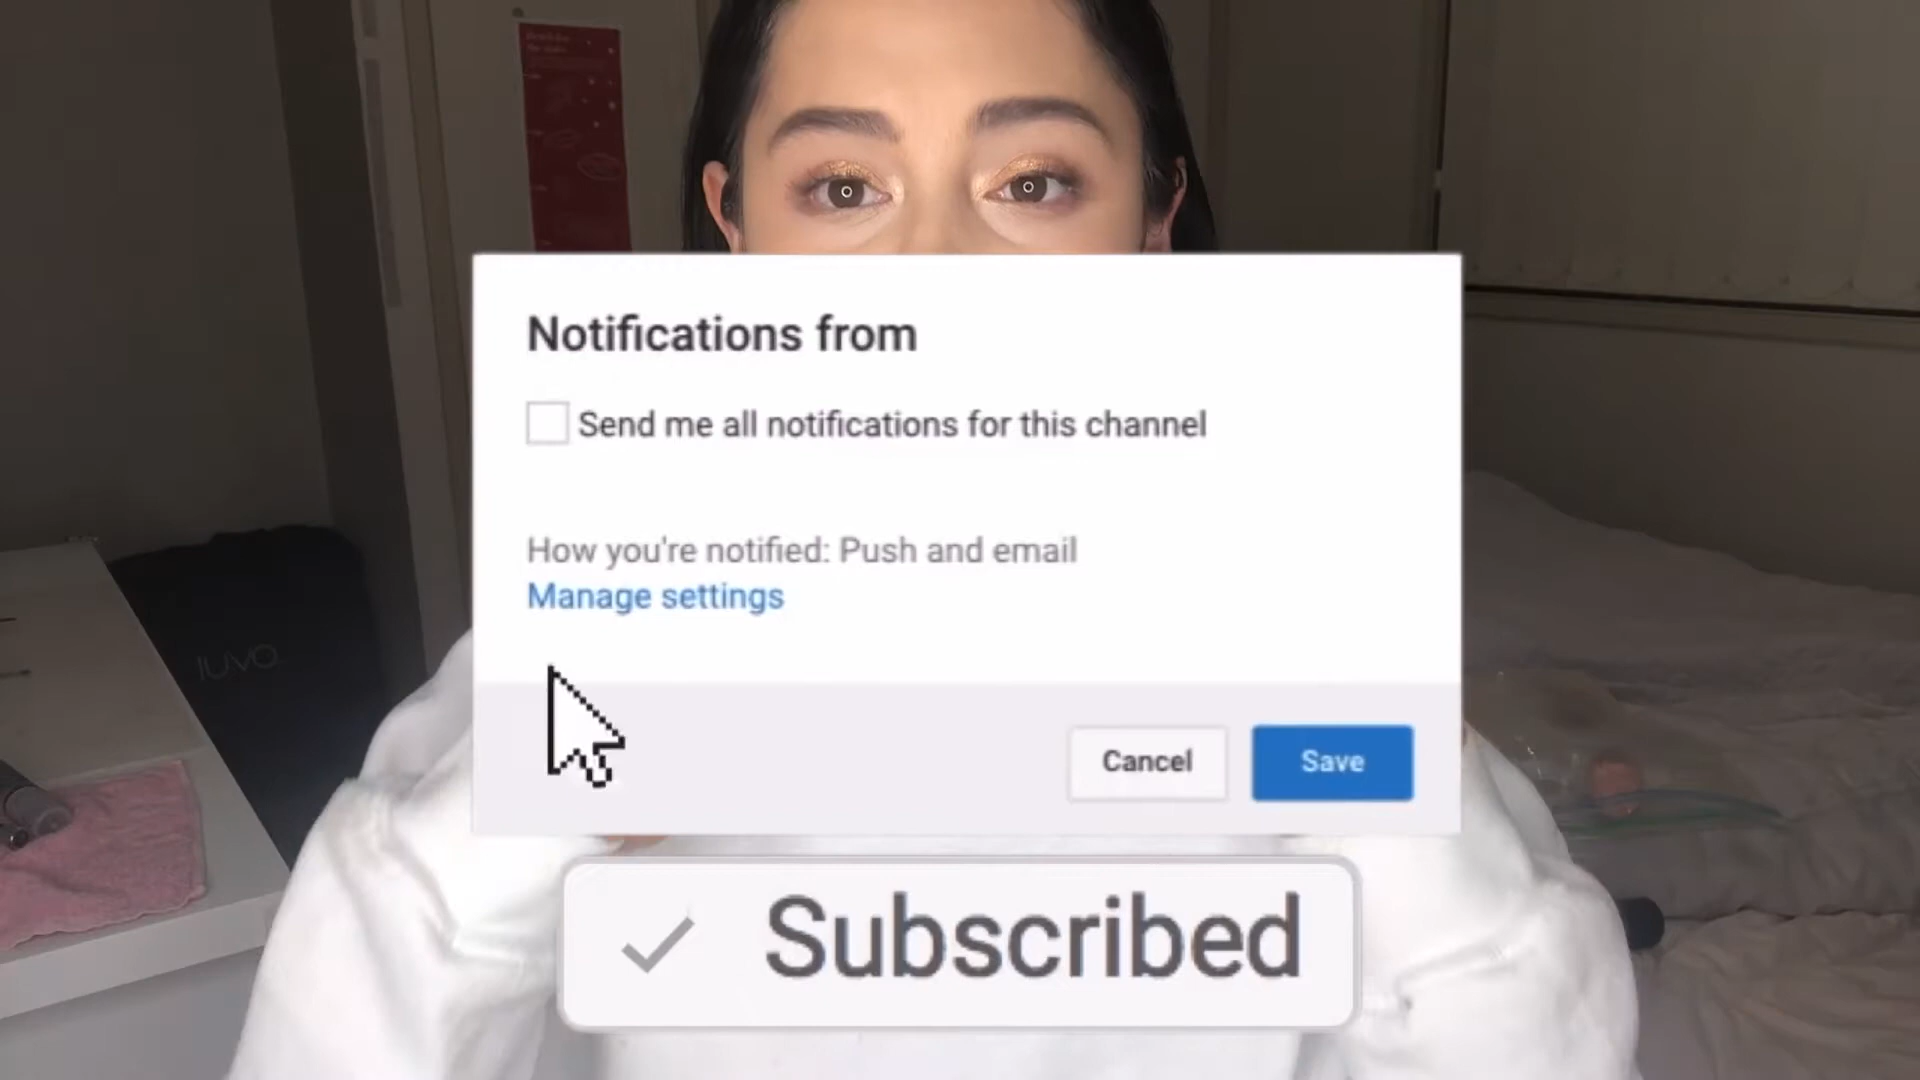 Notifications from
Send me all notifications for this channel
How you're notified: Push and email
Manage settings
Cancel
Save
Subscribed